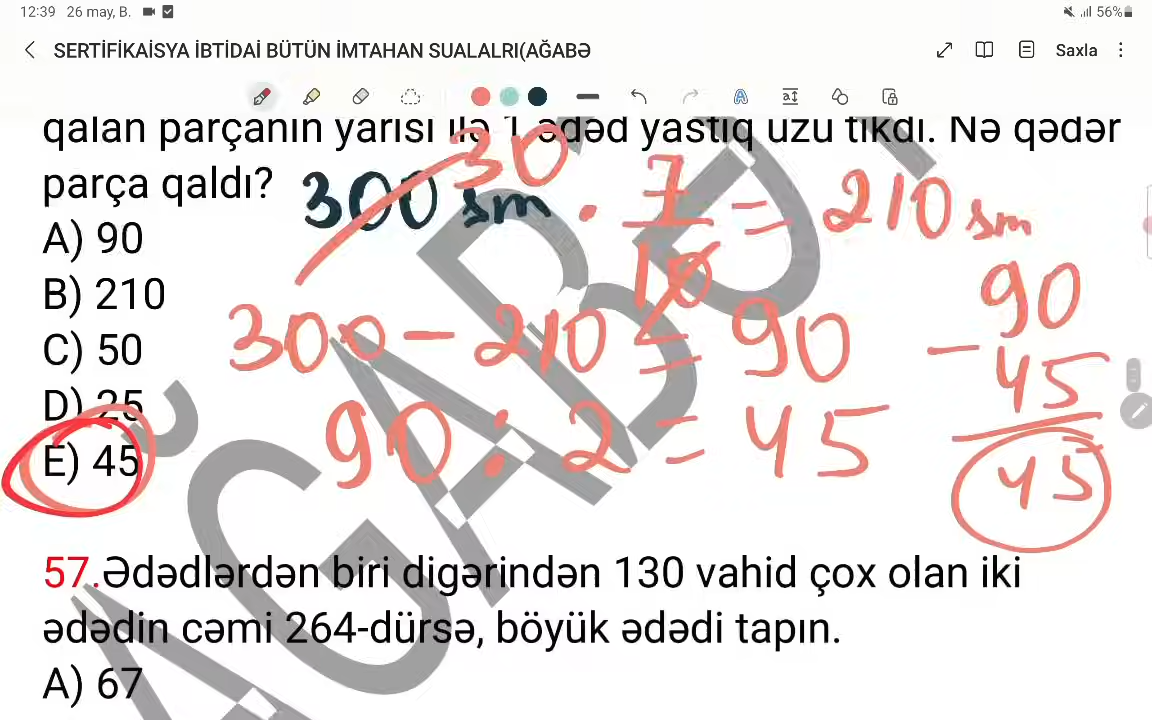 12:39 26 may, B. 56%
SERTİFİKAİSYA İBTİDAİ BÜTÜN İMTAHAN SUALALRI(AĞABƏ Saxla
qalan parçanın yarısı ilə 1 ədəd yastıq uzu tikdi. Nə qədər
parça qaldı? 300 sm · 7/10 = 210 sm
30
A) 90
B) 210
C) 50
300 - 210 = 90
D) 25
E) 45
90 : 2 = 45
90
- 45
45
57.Ədədlərdən biri digərindən 130 vahid çox olan iki
ədədin cəmi 264-dürsə, böyük ədədi tapın.
A) 67
AĞABƏY